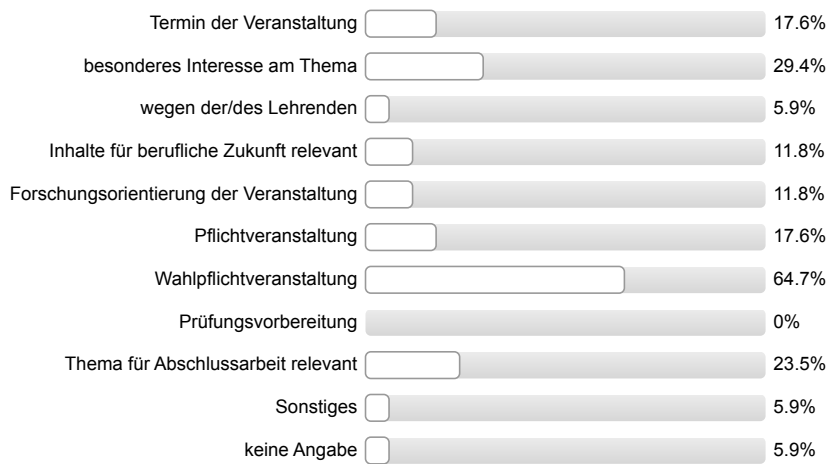 Termin der Veranstaltung 17.6%
besonderes Interesse am Thema 29.4%
wegen der/des Lehrenden 5.9%
Inhalte für berufliche Zukunft relevant 11.8%
Forschungsorientierung der Veranstaltung 11.8%
Pflichtveranstaltung 17.6%
Wahlpflichtveranstaltung 64.7%
Prüfungsvorbereitung 0%
Thema für Abschlussarbeit relevant 23.5%
Sonstiges 5.9%
keine Angabe 5.9%